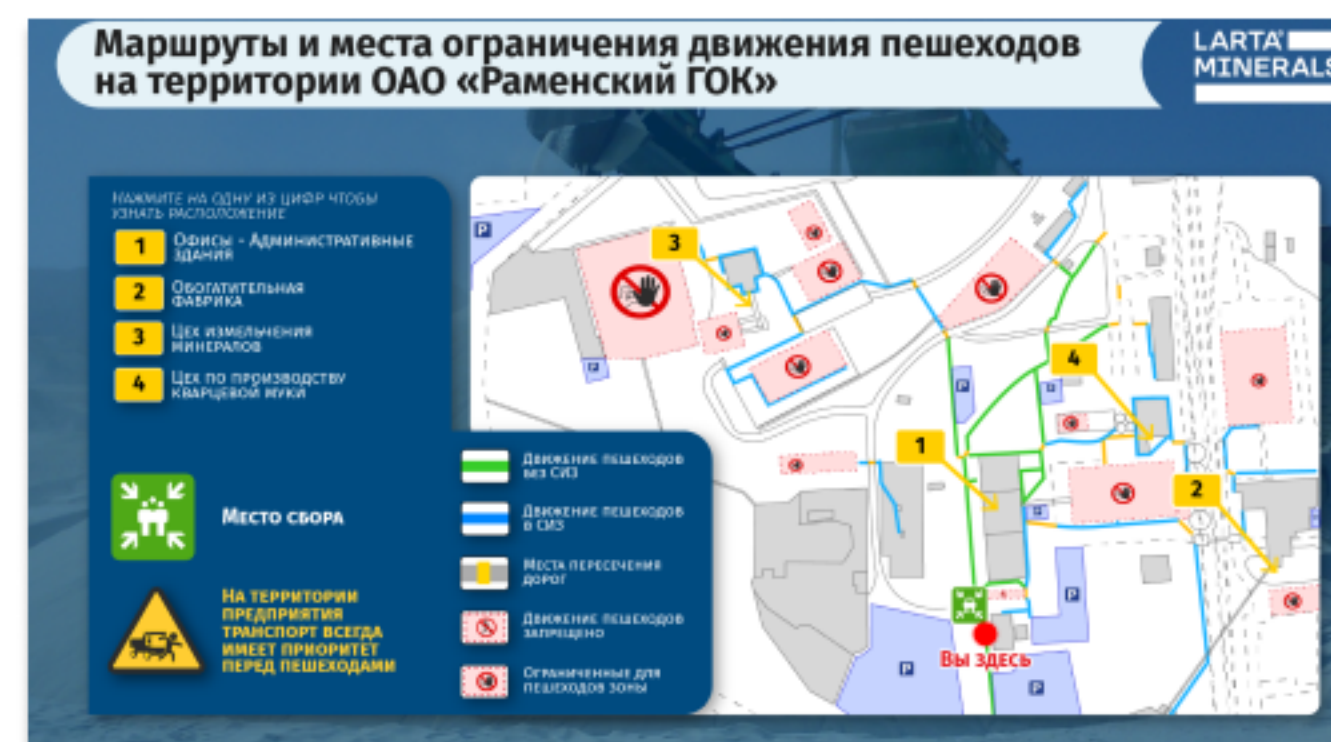 Маршруты и места ограничения движения пешеходов
на территории ОАО «Раменский ГОК»
LARTA
MINERALS
Нажмите на одну из цифр чтобы
узнать расположение
1
Офисы - Административные
здания
2
Обогатительная
фабрика
3
Цех измельчения
минералов
4
Цех по производству
кварцевой муки
Место сбора
На территории
предприятия
транспорт всегда
имеет приоритет
перед пешеходами
Движение пешеходов
без СИЗ
Движение пешеходов
в СИЗ
Места пересечения
дорог
Движение пешеходов
запрещено
Ограниченные для
пешеходов зоны
P
3
P
4
P
P
1
2
P
P
Вы здесь
P
P